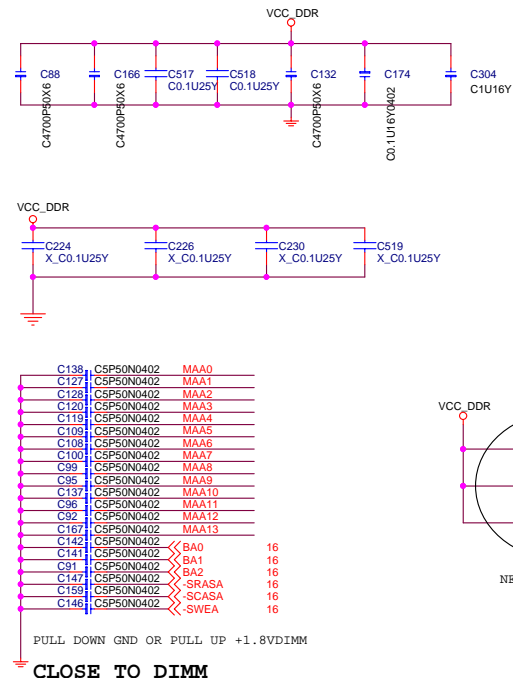 VCC_DDR
C88
C4700P50X6
C166
C4700P50X6
C517
C0.1U25Y
C518
C0.1U25Y
C132
C4700P50X6
C174
C0.1U16Y0402
C304
C1U16Y
VCC_DDR
C224
X_C0.1U25Y
C226
X_C0.1U25Y
C230
X_C0.1U25Y
C519
X_C0.1U25Y
C138 C5P50N0402 MAA0
C127 C5P50N0402 MAA1
C128 C5P50N0402 MAA2
C120 C5P50N0402 MAA3
C119 C5P50N0402 MAA4
C109 C5P50N0402 MAA5
C108 C5P50N0402 MAA6
C100 C5P50N0402 MAA7
C99 C5P50N0402 MAA8
C95 C5P50N0402 MAA9
C137 C5P50N0402 MAA10
C96 C5P50N0402 MAA11
C92 C5P50N0402 MAA12
C167 C5P50N0402 MAA13
C142 C5P50N0402 BA0 16
C141 C5P50N0402 BA1 16
C91 C5P50N0402 BA2 16
C147 C5P50N0402 -SRASA 16
C159 C5P50N0402 -SCASA 16
C146 C5P50N0402 -SWEA 16
VCC_DDR
NE
PULL DOWN GND OR PULL UP +1.8VDIMM
CLOSE TO DIMM